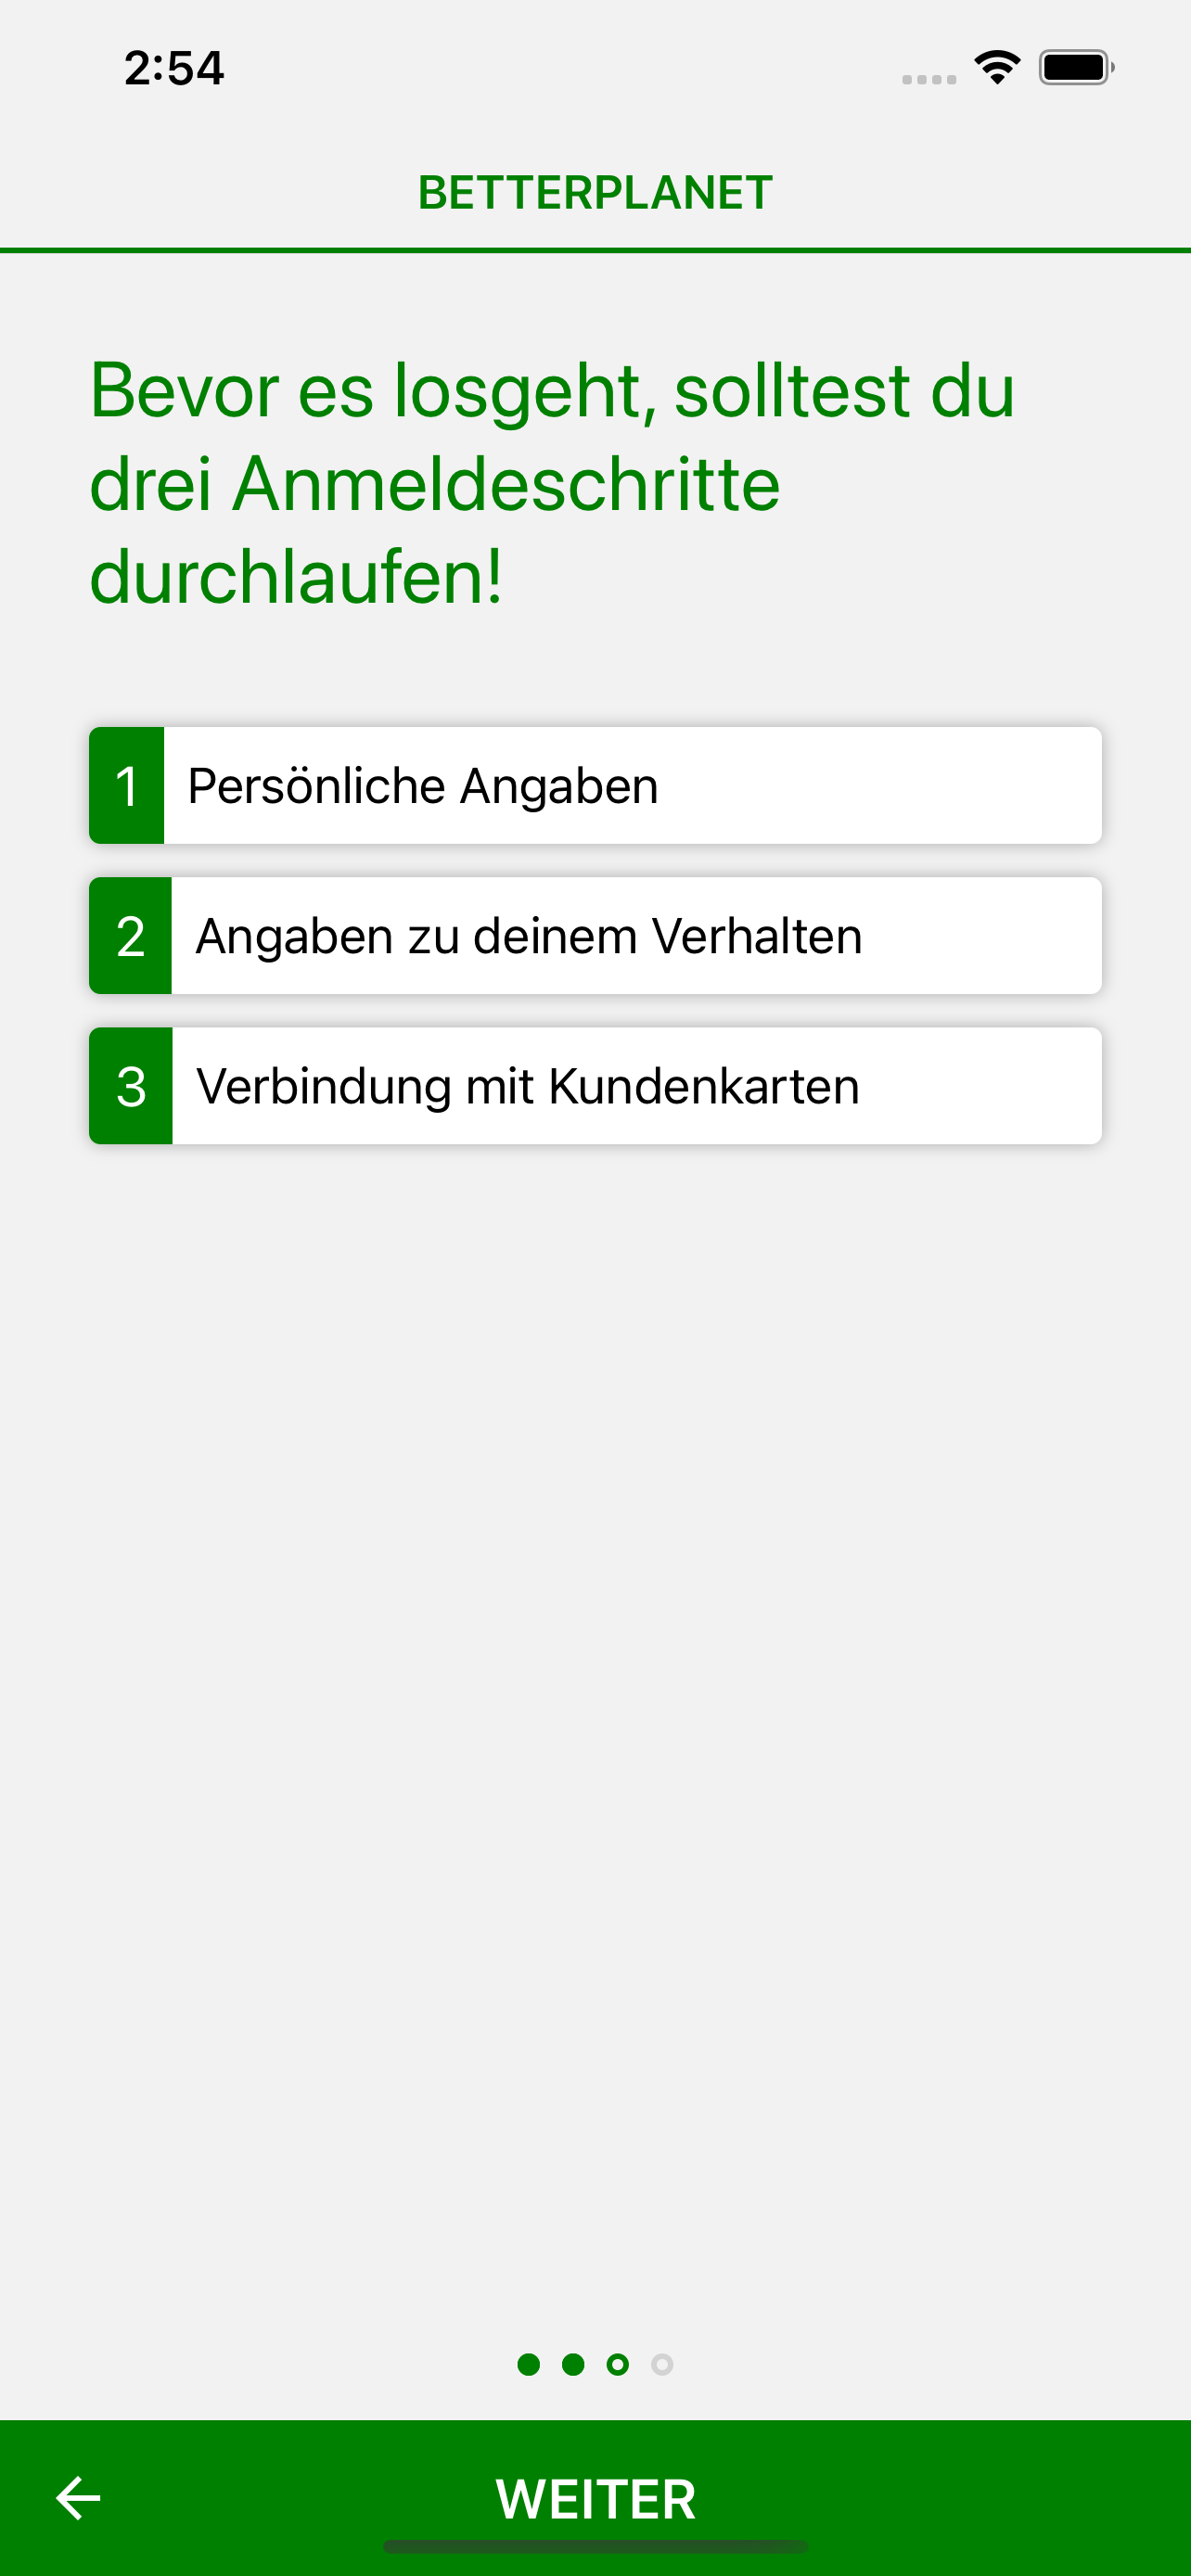 2:54
BETTERPLANET
Bevor es losgeht, solltest du
drei Anmeldeschritte
durchlaufen!
1 Persönliche Angaben
2 Angaben zu deinem Verhalten
3 Verbindung mit Kundenkarten
WEITER